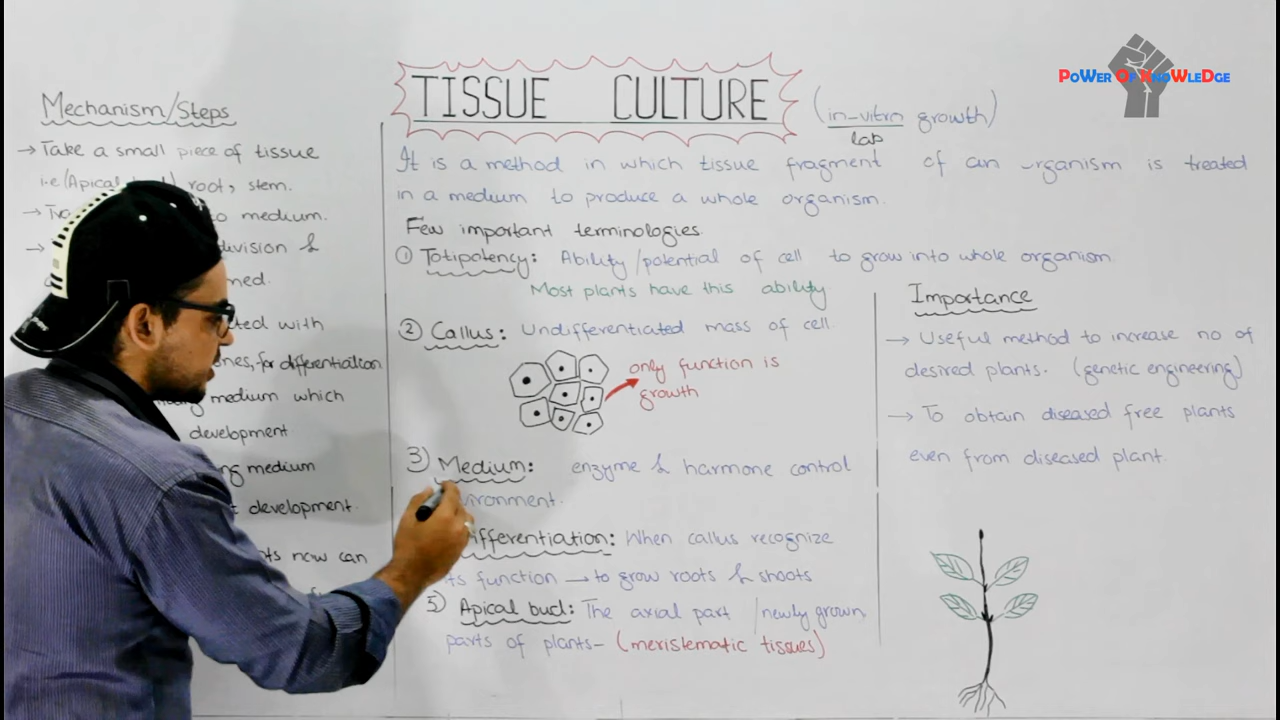 PoWer Of KnoWleDge
TISSUE CULTURE (in-vitro growth)
lab
It is a method in which tissue fragment of an organism is treated
in a medium to produce a whole organism.
Few important terminologies
① Totipotency: Ability/potential of cell to grow into whole organism
Most plants have this ability
② Callus: Undifferentiated mass of cell.
only function is
growth
3) Medium: enzyme & harmone control
vironment.
ifferentiation: When callus recognize
ts function → to grow roots & shoots
5) Apical bud: The axial part /newly grown
parts of plants- (meristematic tissues)
Mechanism/Steps
→ Take a small piece of tissue
i.e (Apical root, stem.
→ to medium.
→ division &
ned.
ted with
nes, for differentiation
medium which
development
medium
development.
ts now can
Importance
→ Useful method to increase no of
desired plants. (genetic engineering)
→ To obtain diseased free plants
even from diseased plant.